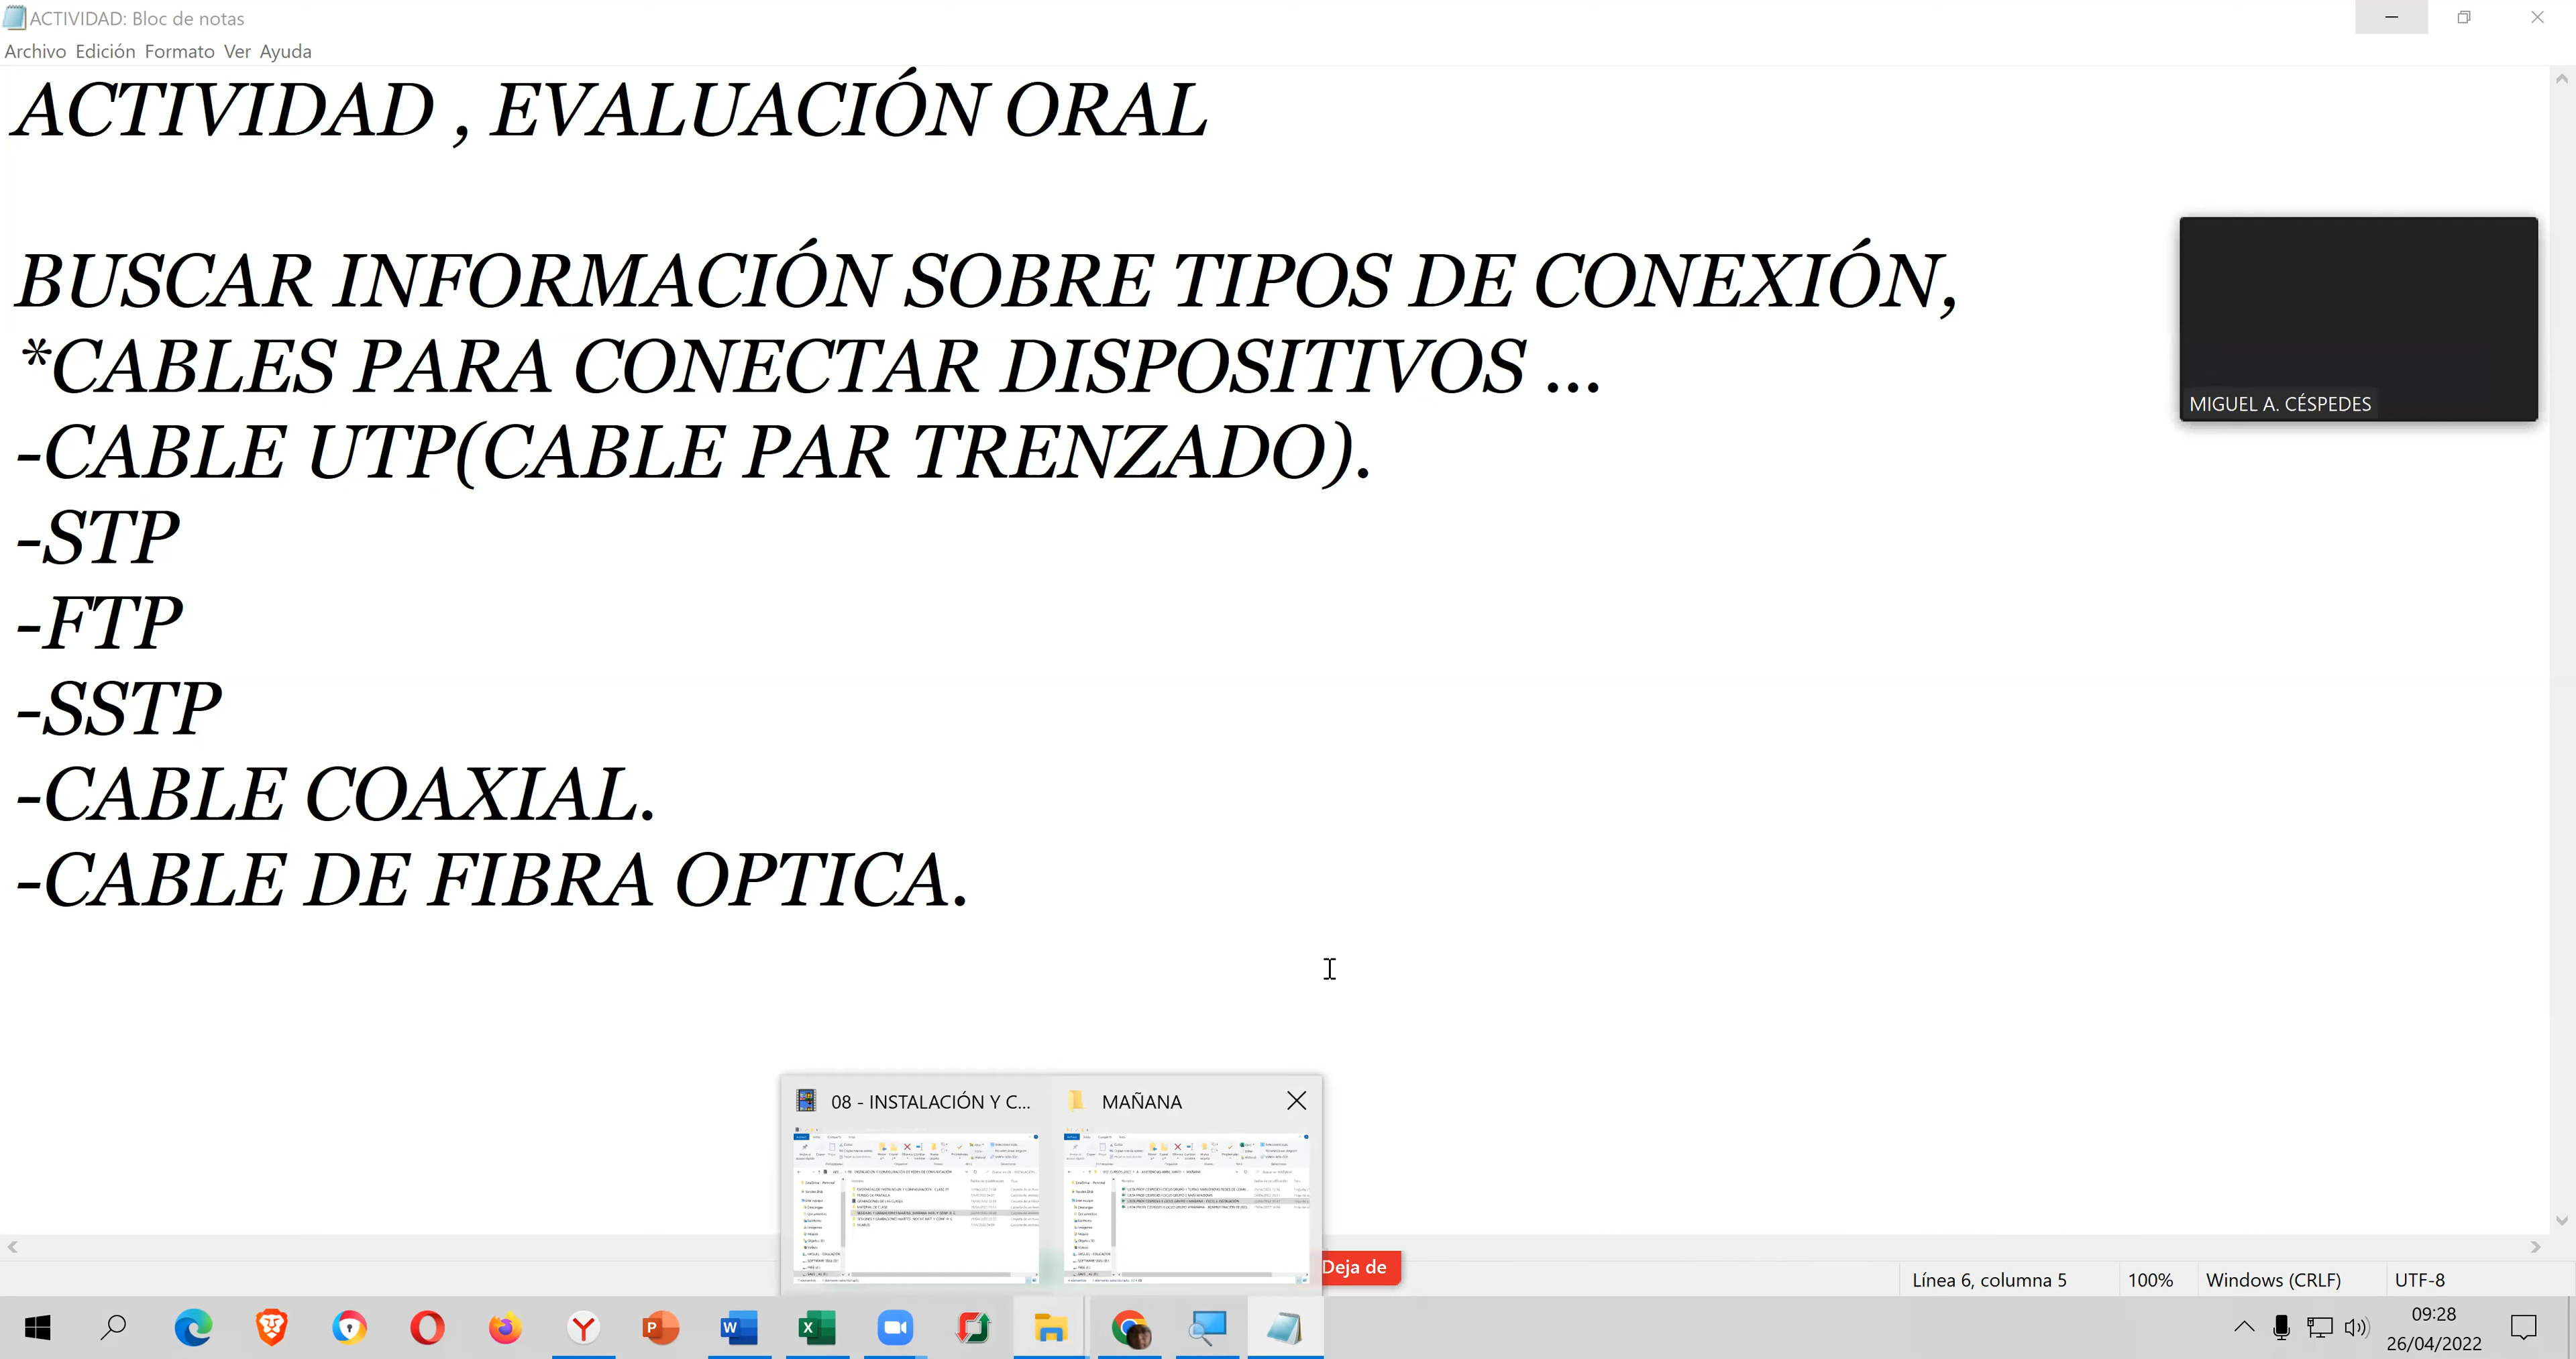 ACTIVIDAD: Bloc de notas
Archivo Edición Formato Ver Ayuda
ACTIVIDAD , EVALUACIÓN ORAL
BUSCAR INFORMACIÓN SOBRE TIPOS DE CONEXIÓN,
*CABLES PARA CONECTAR DISPOSITIVOS ...
-CABLE UTP(CABLE PAR TRENZADO).
-STP
-FTP
-SSTP
-CABLE COAXIAL.
-CABLE DE FIBRA OPTICA.
MIGUEL A. CÉSPEDES
08 - INSTALACIÓN Y C...
MAÑANA
Deja de
Línea 6, columna 5
100%
Windows (CRLF)
UTF-8
09:28
26/04/2022